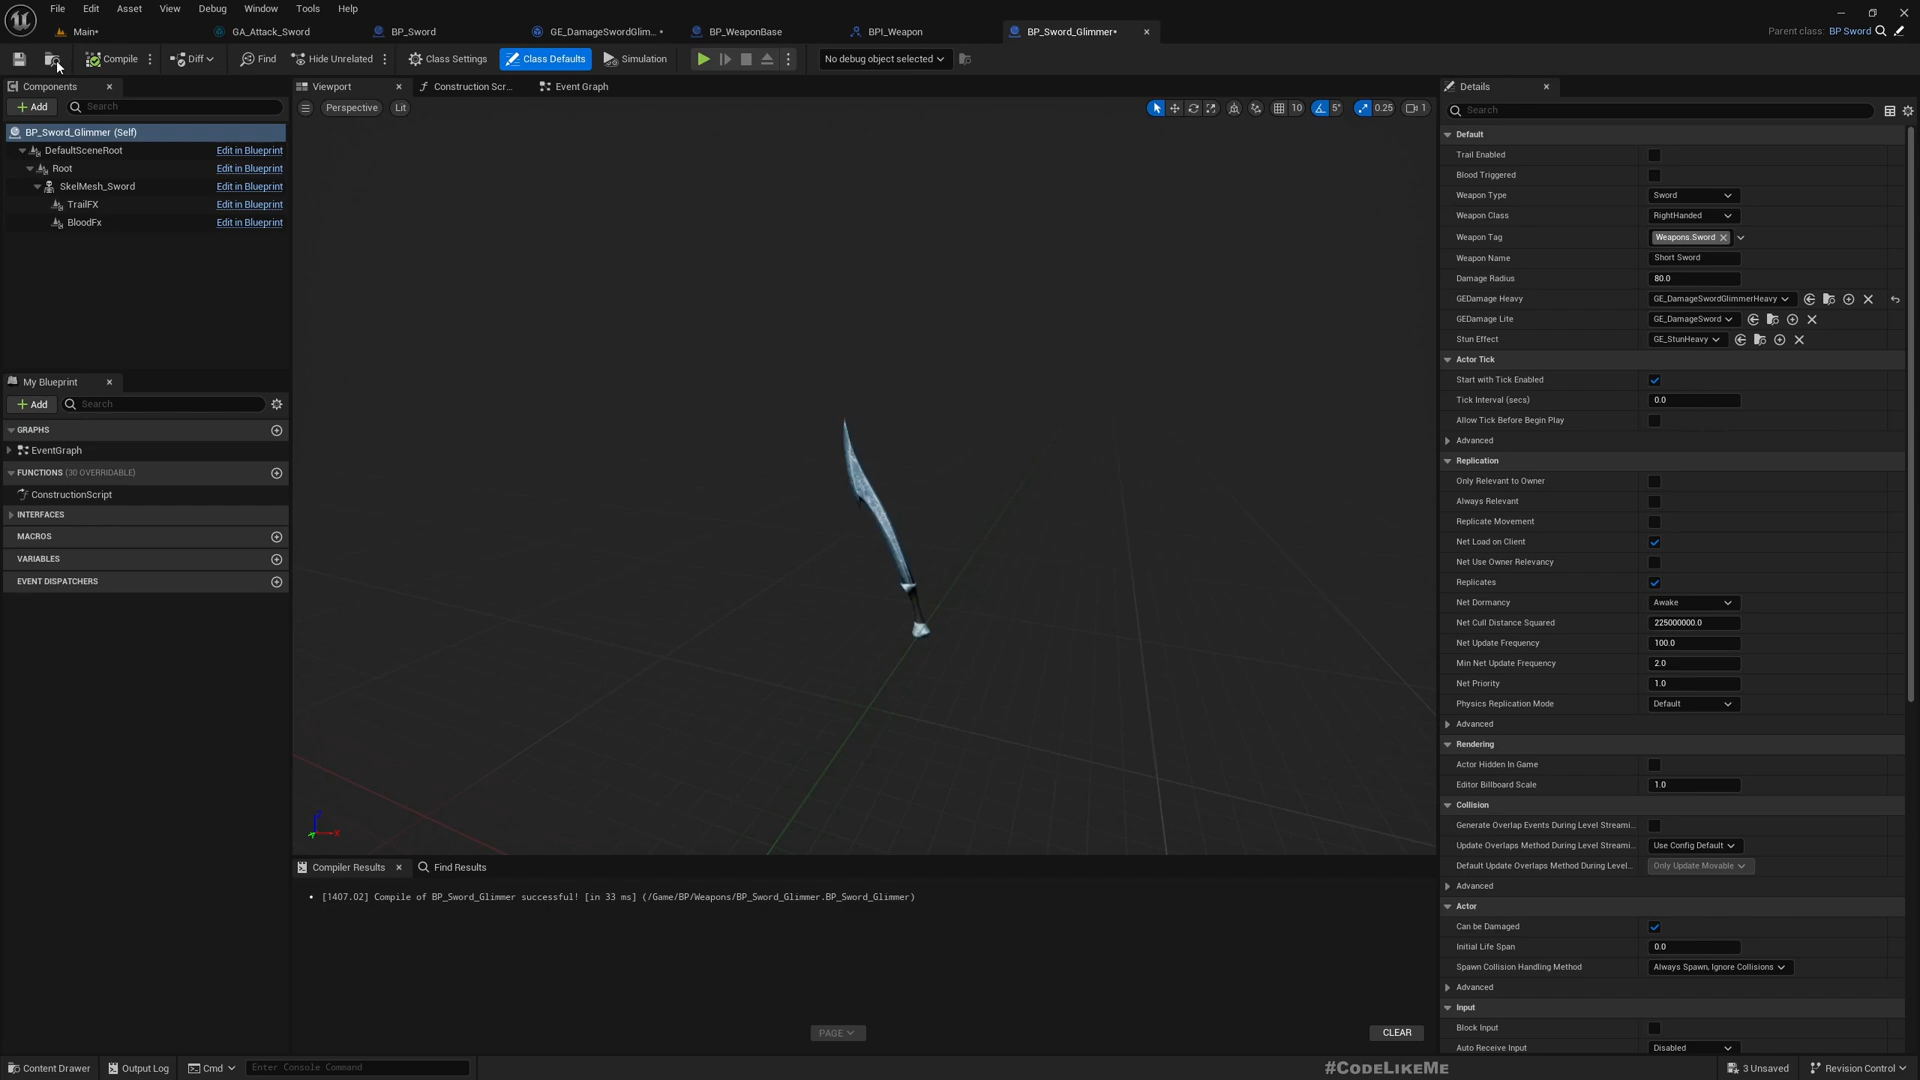 File Edit Asset View Debug Window Tools Help
Main* GA_Attack_Sword BP_Sword GE_DamageSwordGlim... • BP_WeaponBase BPI_Weapon BP_Sword_Glimmer* Parent class: BP Sword
Compile Diff Find Hide Unrelated Class Settings Class Defaults Simulation No debug object selected
Components Viewport Construction Scr... Event Graph Details
Add Search Perspective Lit 10 5° 0.25 1 Search
BP_Sword_Glimmer (Self)
DefaultSceneRoot Edit in Blueprint
Root Edit in Blueprint
SkelMesh_Sword Edit in Blueprint
TrailFX Edit in Blueprint
BloodFx Edit in Blueprint
My Blueprint
Add Search
GRAPHS
EventGraph
FUNCTIONS (30 OVERRIDABLE)
ConstructionScript
INTERFACES
MACROS
VARIABLES
EVENT DISPATCHERS
Z
X
Y
Compiler Results Find Results
• [1407.02] Compile of BP_Sword_Glimmer successful! [in 33 ms] (/Game/BP/Weapons/BP_Sword_Glimmer.BP_Sword_Glimmer)
PAGE CLEAR
Default
Trail Enabled
Blood Triggered
Weapon Type Sword
Weapon Class RightHanded
Weapon Tag Weapons.Sword
Weapon Name Short Sword
Damage Radius 80.0
GEDamage Heavy GE_DamageSwordGlimmerHeavy
GEDamage Lite GE_DamageSword
Stun Effect GE_StunHeavy
Actor Tick
Start with Tick Enabled
Tick Interval (secs) 0.0
Allow Tick Before Begin Play
Advanced
Replication
Only Relevant to Owner
Always Relevant
Replicate Movement
Net Load on Client
Net Use Owner Relevancy
Replicates
Net Dormancy Awake
Net Cull Distance Squared 225000000.0
Net Update Frequency 100.0
Min Net Update Frequency 2.0
Net Priority 1.0
Physics Replication Mode Default
Advanced
Rendering
Actor Hidden In Game
Editor Billboard Scale 1.0
Collision
Generate Overlap Events During Level Streami...
Update Overlaps Method During Level Streami... Use Config Default
Default Update Overlaps Method During Level... Only Update Movable
Advanced
Actor
Can be Damaged
Initial Life Span 0.0
Spawn Collision Handling Method Always Spawn, Ignore Collisions
Advanced
Input
Block Input
Auto Receive Input Disabled
Content Drawer Output Log Cmd Enter Console Command #CodeLikeMe 3 Unsaved Revision Control